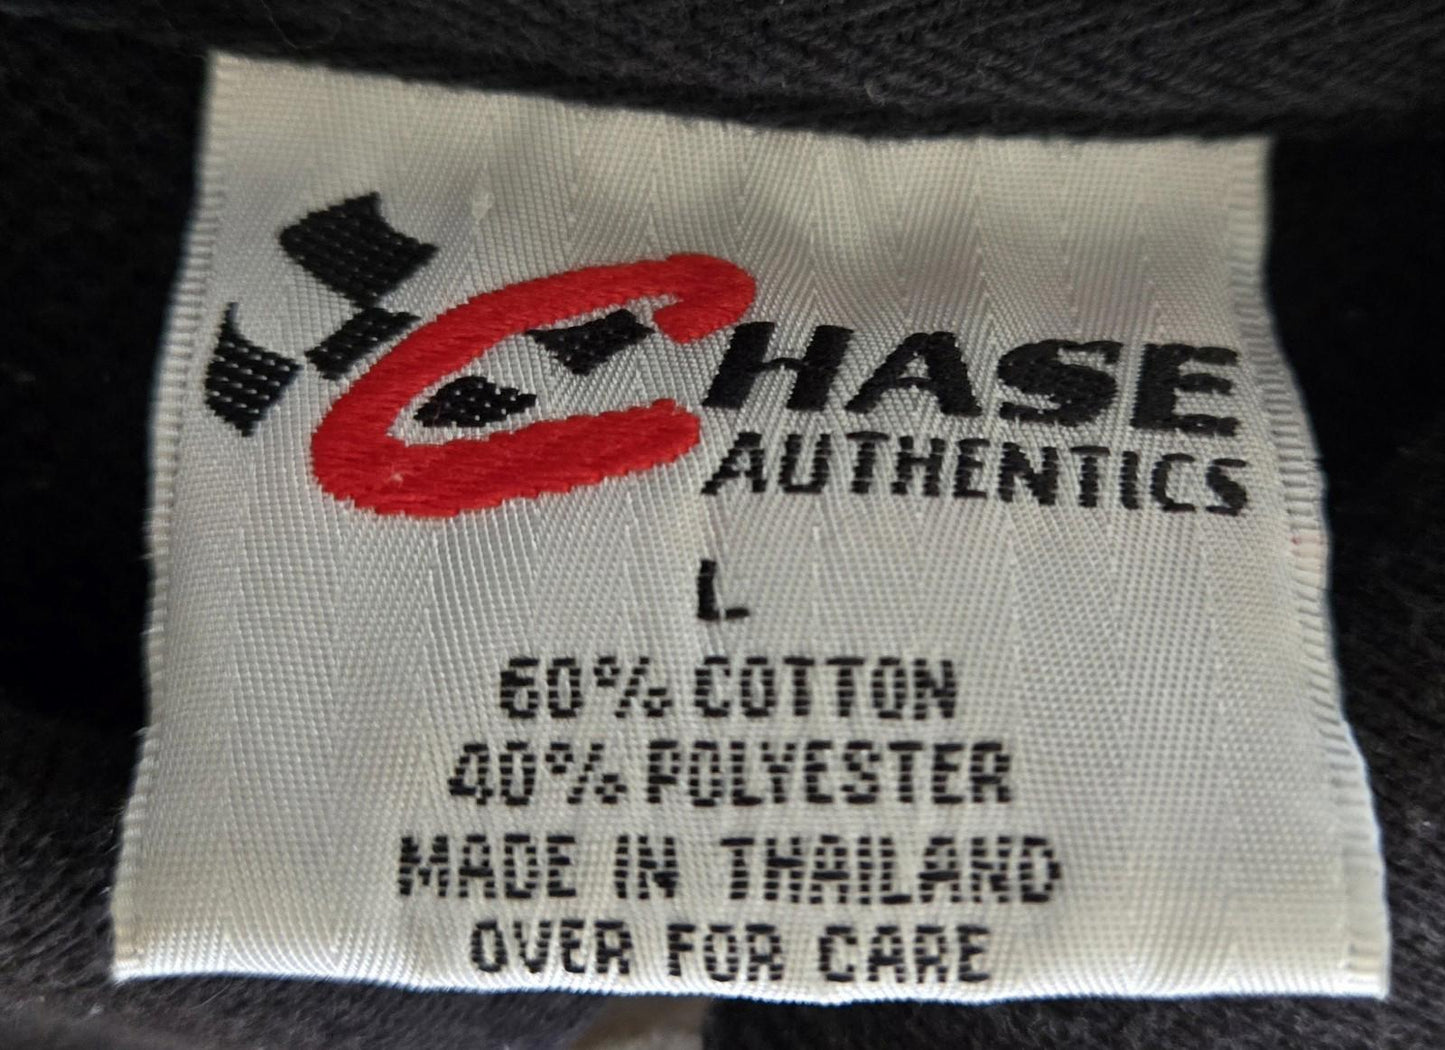 CHASE
AUTHENTICS
L
60% COTTON
40% POLYESTER
MADE IN THAILAND
OVER FOR CARE